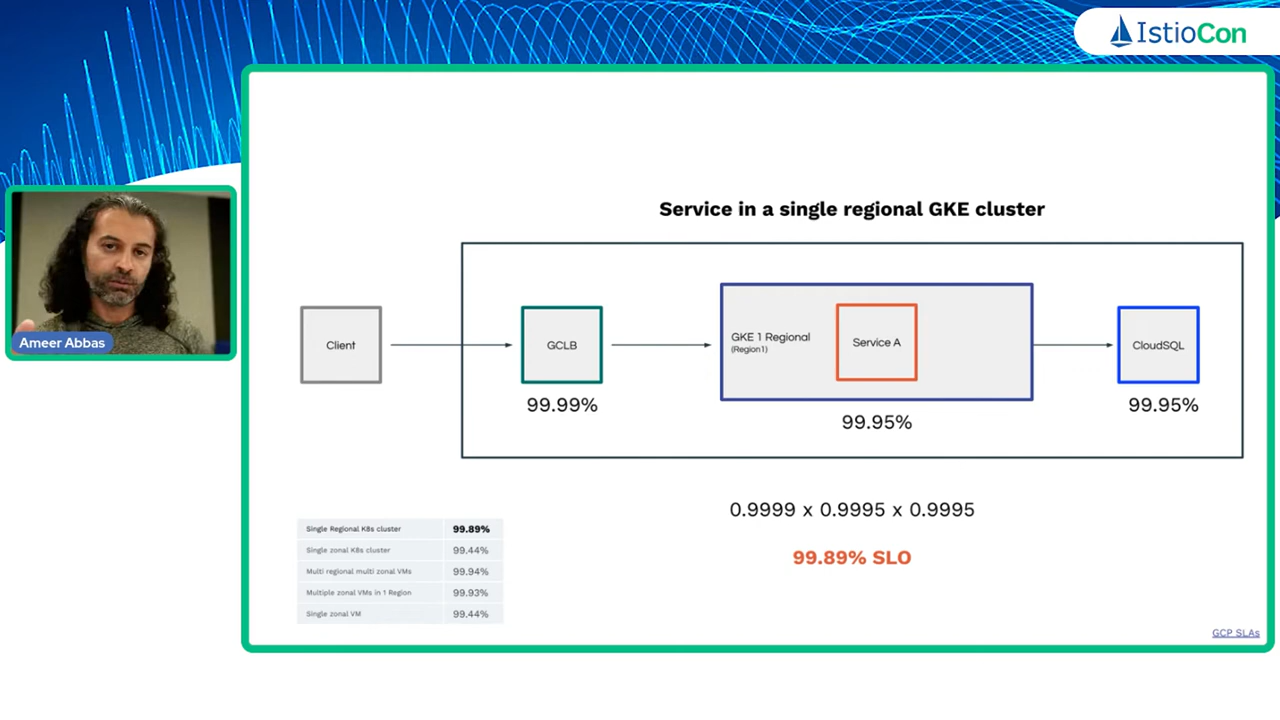 IstioCon
Ameer Abbas
Service in a single regional GKE cluster
Client
GCLB
GKE 1 Regional
(Region1)
Service A
CloudSQL
99.99%
99.95%
99.95%
0.9999 x 0.9995 x 0.9995
99.89% SLO
Single Regional K8s cluster 99.89%
Single zonal K8s cluster 99.44%
Multi regional multi zonal VMs 99.94%
Multiple zonal VMs in 1 Region 99.93%
Single zonal VM 99.44%
GCP SLAs